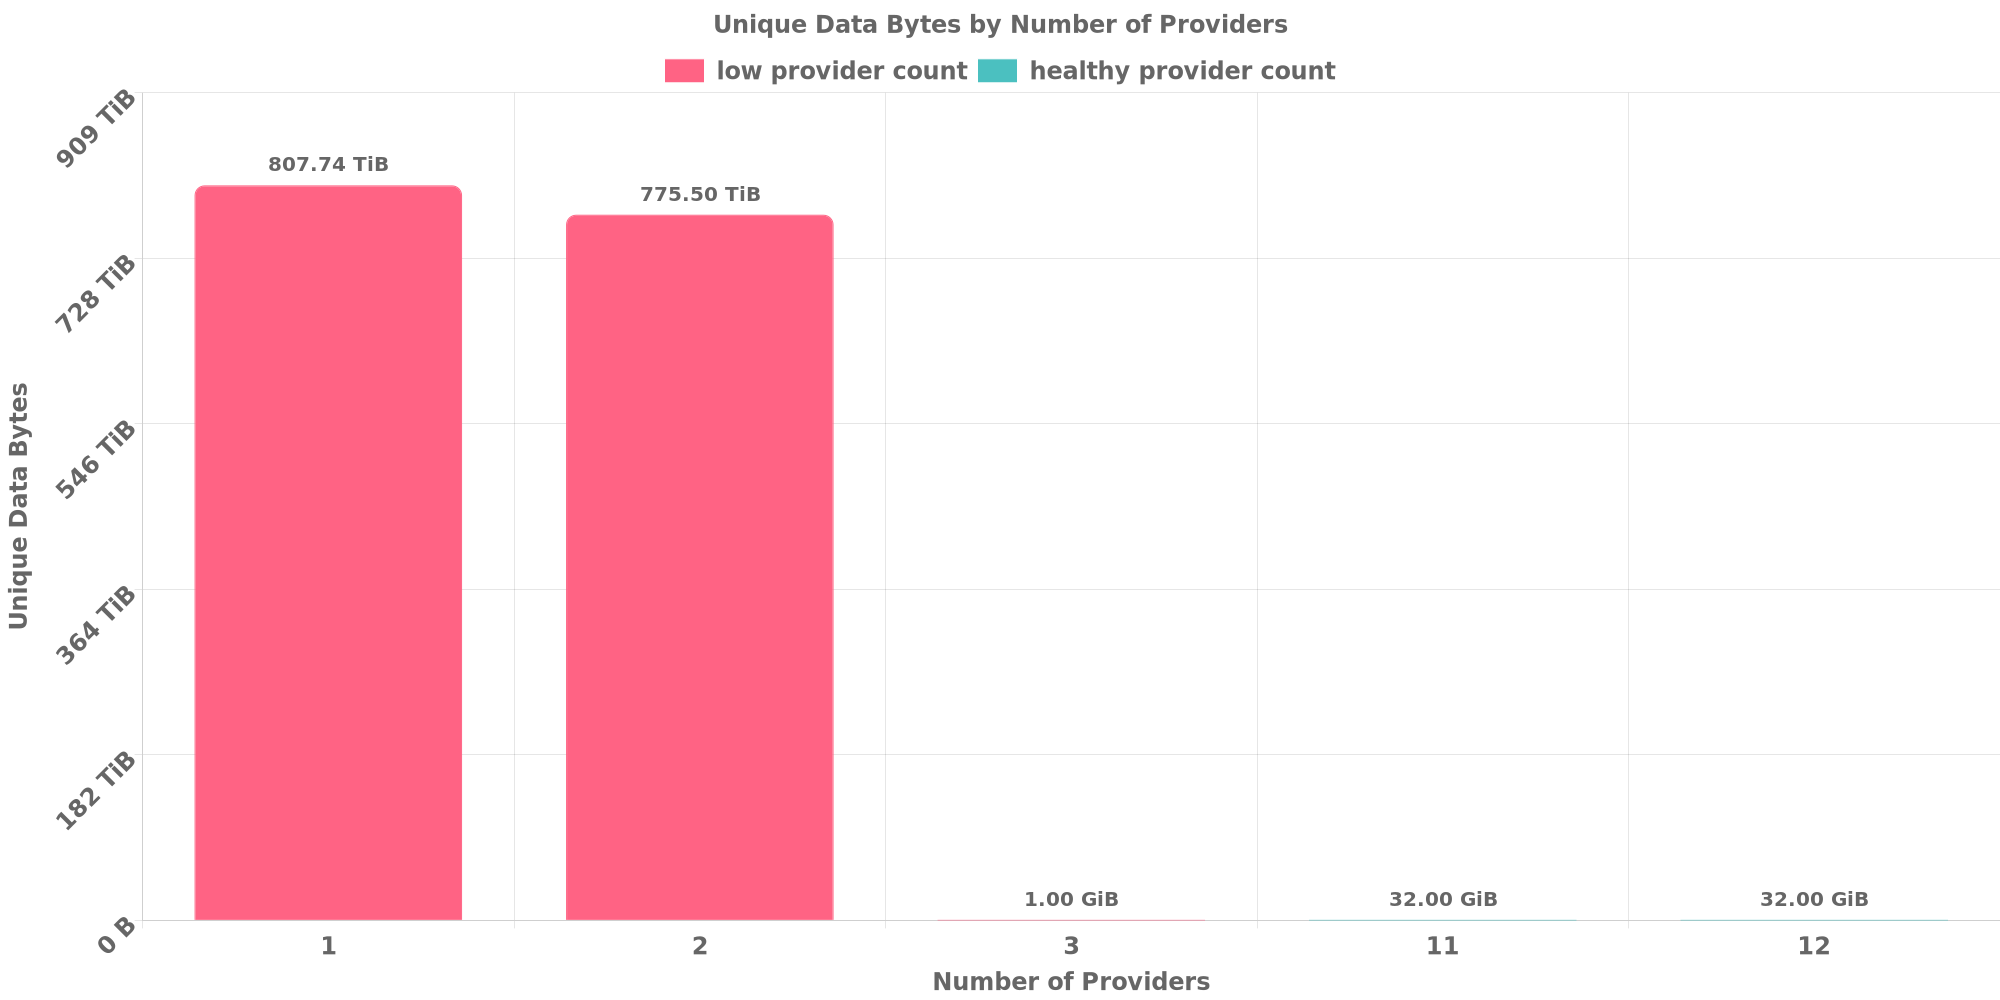 Unique Data Bytes by Number of Providers
low provider count healthy provider count
909 TiB
728 TiB
546 TiB
364 TiB
182 TiB
0 B
Unique Data Bytes
807.74 TiB
775.50 TiB
1.00 GiB
32.00 GiB
32.00 GiB
1 2 3 11 12
Number of Providers